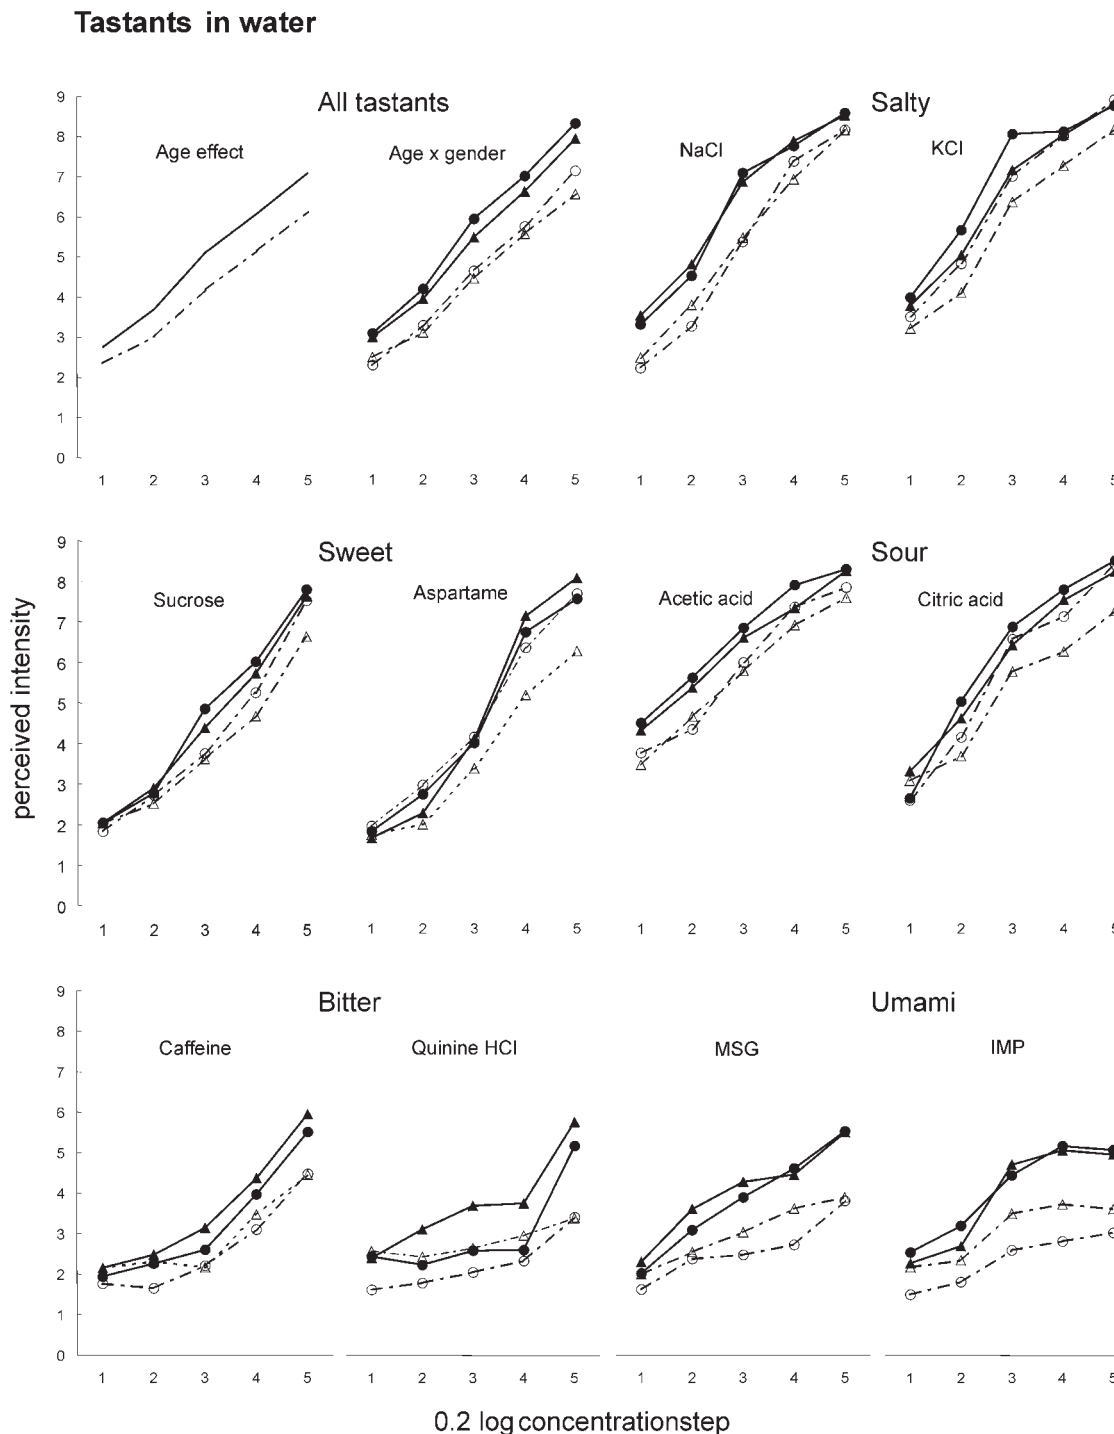 Tastants in water
All tastants
Salty
Age effect
Age x gender
NaCl
KCl
9
8
7
6
5
4
3
2
1
0
1 2 3 4 5
1 2 3 4 5
1 2 3 4 5
1 2 3 4 5
Sweet
Sour
Sucrose
Aspartame
Acetic acid
Citric acid
perceived intensity
9
8
7
6
5
4
3
2
1
0
1 2 3 4 5
1 2 3 4 5
1 2 3 4 5
1 2 3 4 5
Bitter
Umami
Caffeine
Quinine HCl
MSG
IMP
9
8
7
6
5
4
3
2
1
0
1 2 3 4 5
1 2 3 4 5
1 2 3 4 5
1 2 3 4 5
0.2 log concentrationstep